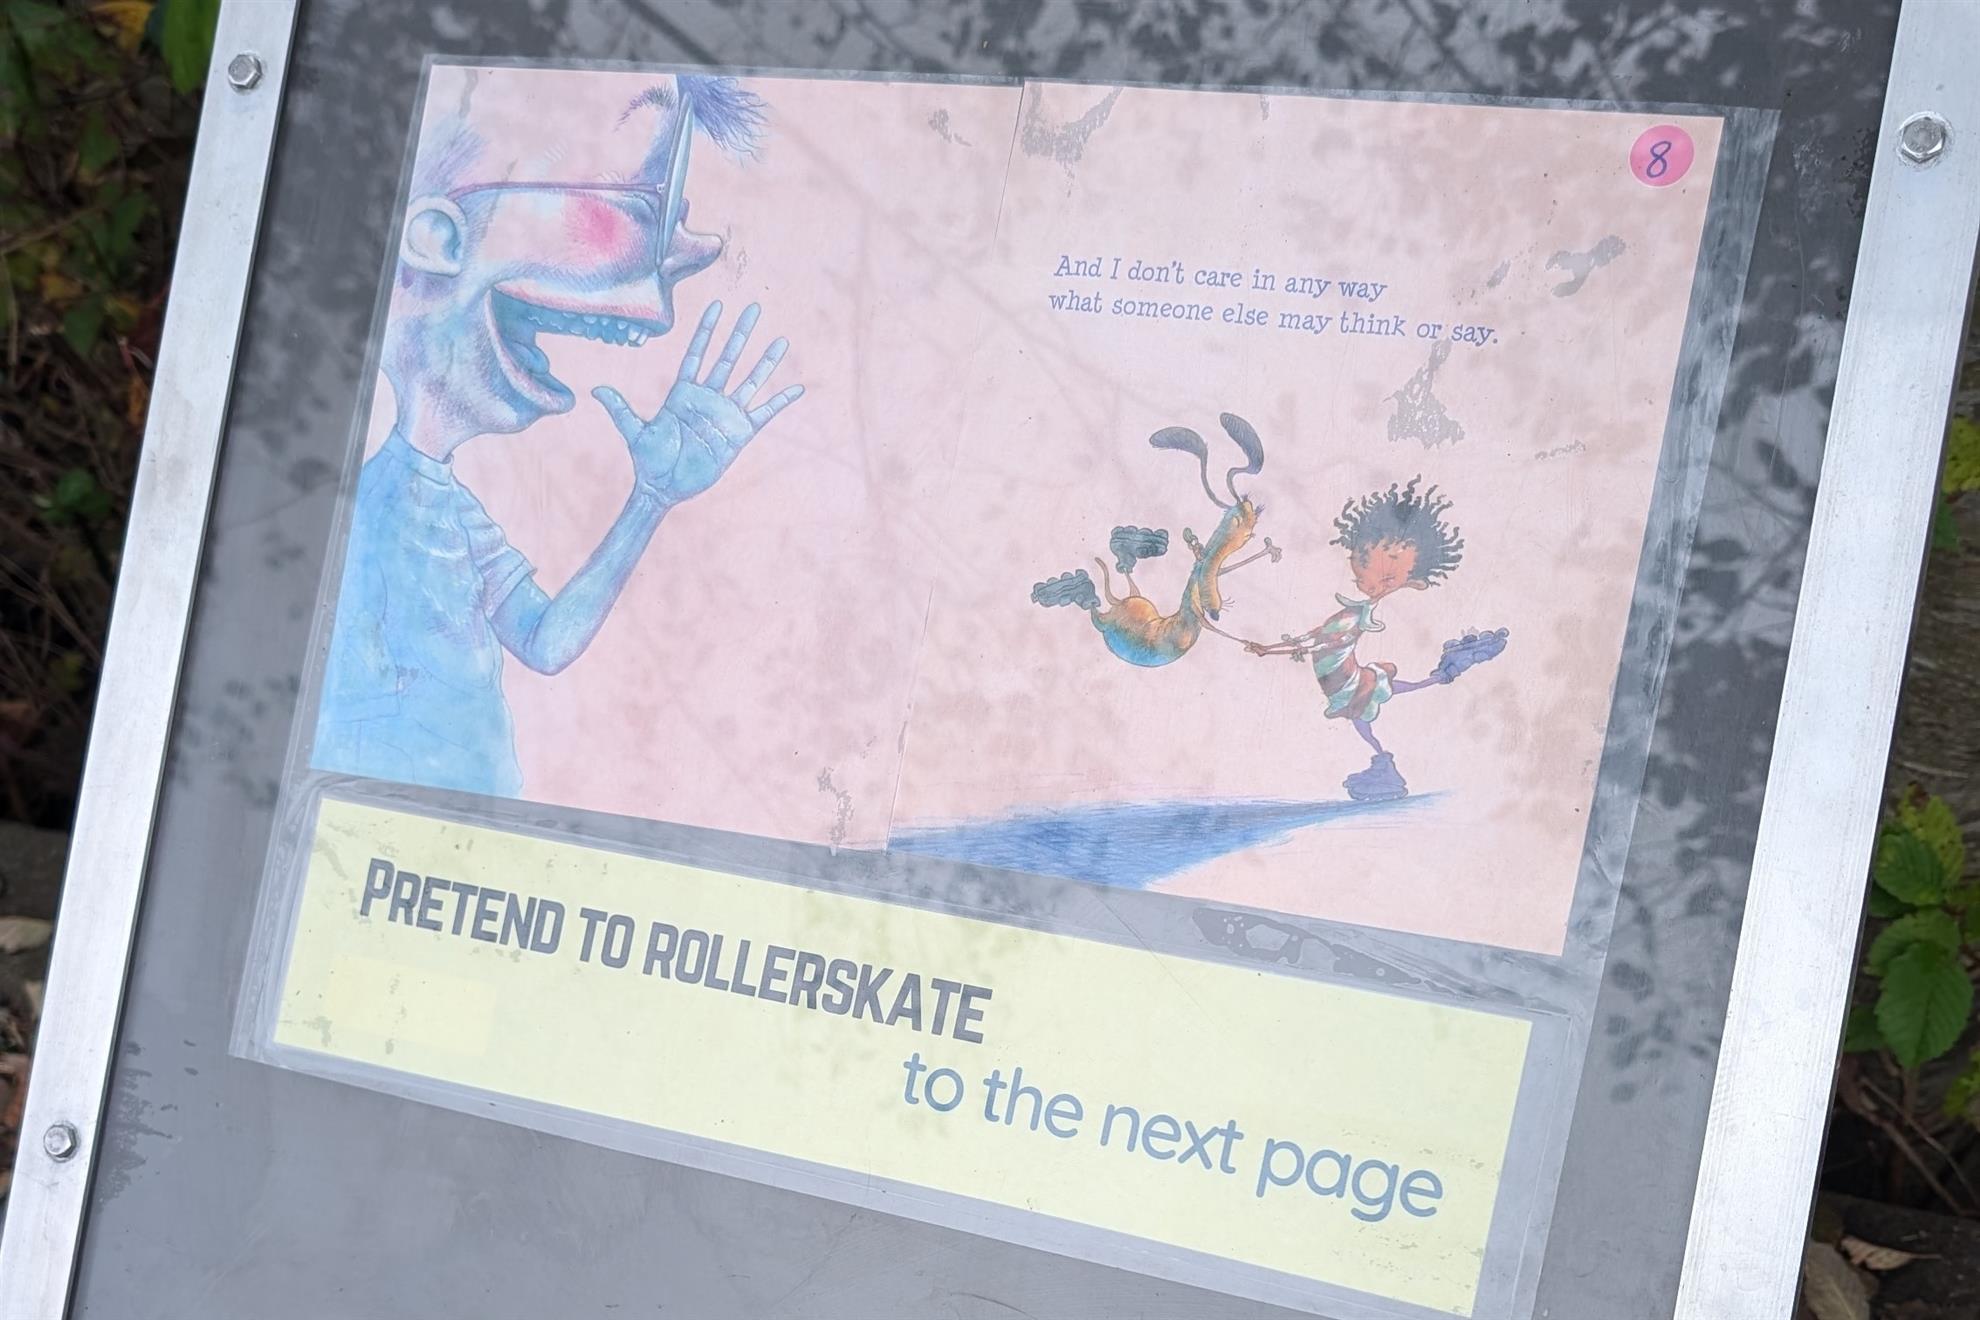 8
And I don't care in any way
what someone else may think or say.
PRETEND TO ROLLERSKATE
to the next page